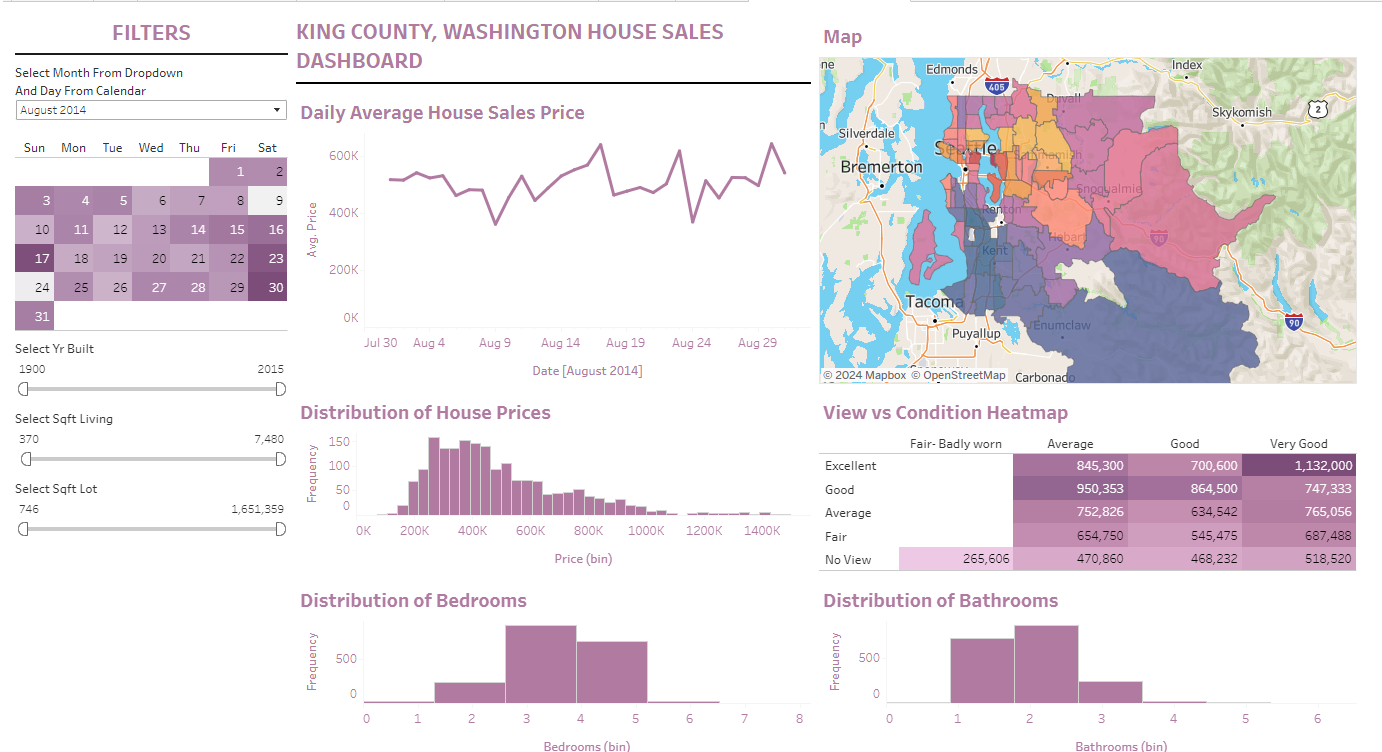 FILTERS
Select Month From Dropdown
And Day From Calendar
August 2014
Sun Mon Tue Wed Thu Fri Sat
1 2
3 4 5 6 7 8 9
10 11 12 13 14 15 16
17 18 19 20 21 22 23
24 25 26 27 28 29 30
31
Select Yr Built
1900 2015
Select Sqft Living
370 7,480
Select Sqft Lot
746 1,651,359
KING COUNTY, WASHINGTON HOUSE SALES
DASHBOARD
Daily Average House Sales Price
Avg. Price
600K
400K
200K
0K
Jul 30 Aug 4 Aug 9 Aug 14 Aug 19 Aug 24 Aug 29
Date [August 2014]
Distribution of House Prices
Frequency
150
100
50
0
0K 200K 400K 600K 800K 1000K 1200K 1400K
Price (bin)
Distribution of Bedrooms
Frequency
500
0
0 1 2 3 4 5 6 7 8
Bedrooms (bin)
Map
ne
Edmonds
Index
405
Duvall
Skykomish
2
Silverdale
Seattle
Bremerton
Snoqualmie
Renton
90
Hobart
Kent
Tacoma
Enumclaw
90
Puyallup
Carbonado
© 2024 Mapbox © OpenStreetMap
View vs Condition Heatmap
Fair- Badly worn Average Good Very Good
Excellent 845,300 700,600 1,132,000
Good 950,353 864,500 747,333
Average 752,826 634,542 765,056
Fair 654,750 545,475 687,488
No View 265,606 470,860 468,232 518,520
Distribution of Bathrooms
Frequency
500
0
0 1 2 3 4 5 6
Bathrooms (bin)